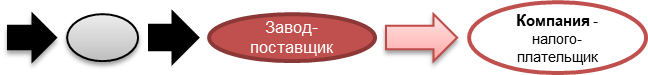 Завод-
поставщик
Компания -
налого-
плательщик